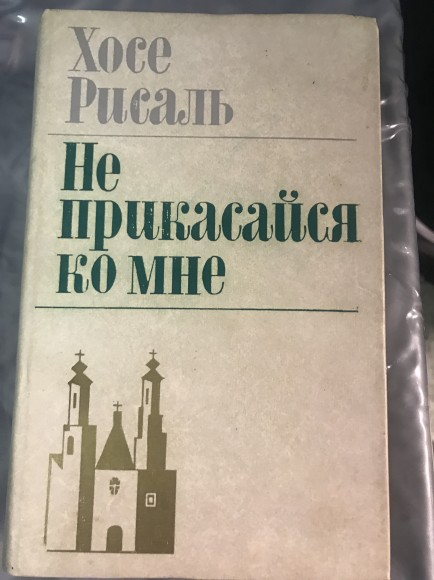 Хосе
Рисаль
Не
прикасайся
ко мне